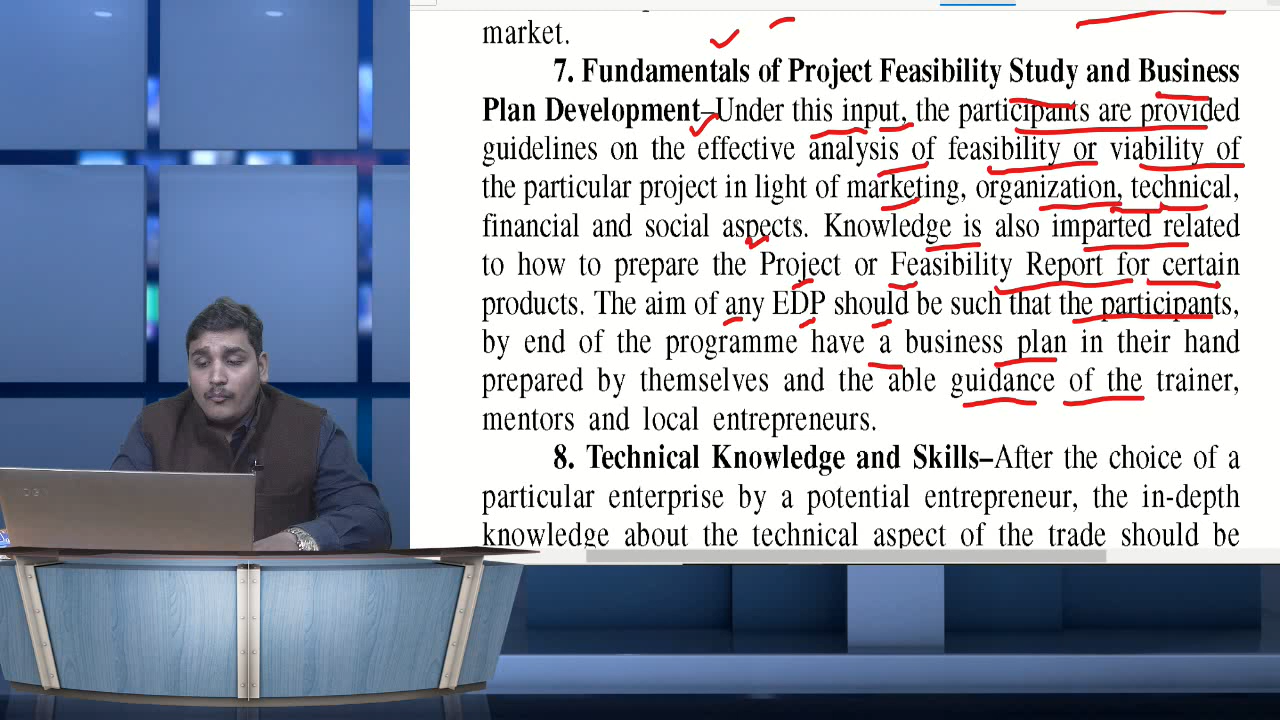 market.
7. Fundamentals of Project Feasibility Study and Business
Plan Development–Under this input, the participants are provided
guidelines on the effective analysis of feasibility or viability of
the particular project in light of marketing, organization, technical,
financial and social aspects. Knowledge is also imparted related
to how to prepare the Project or Feasibility Report for certain
products. The aim of any EDP should be such that the participants,
by end of the programme have a business plan in their hand
prepared by themselves and the able guidance of the trainer,
mentors and local entrepreneurs.
8. Technical Knowledge and Skills–After the choice of a
particular enterprise by a potential entrepreneur, the in-depth
knowledge about the technical aspect of the trade should be